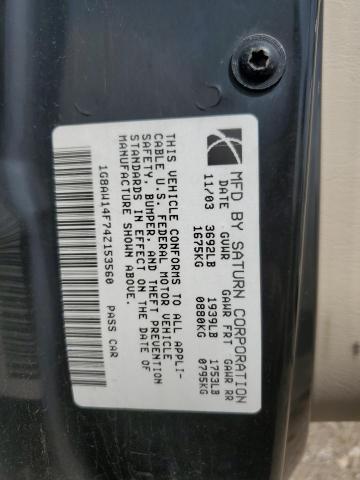 MFD BY SATURN CORPORATION
DATE GVWR GAWR FRT GAWR RR
11/03 3692LB 1939LB 1753LB
1675KG 0880KG 0795KG
THIS VEHICLE CONFORMS TO ALL APPLI-
CABLE U.S. FEDERAL MOTOR VEHICLE
SAFETY, BUMPER, AND THEFT PREVENTION
STANDARDS IN EFFECT ON THE DATE OF
MANUFACTURE SHOWN ABOVE.
1G8AW14F74Z153560 PASS CAR